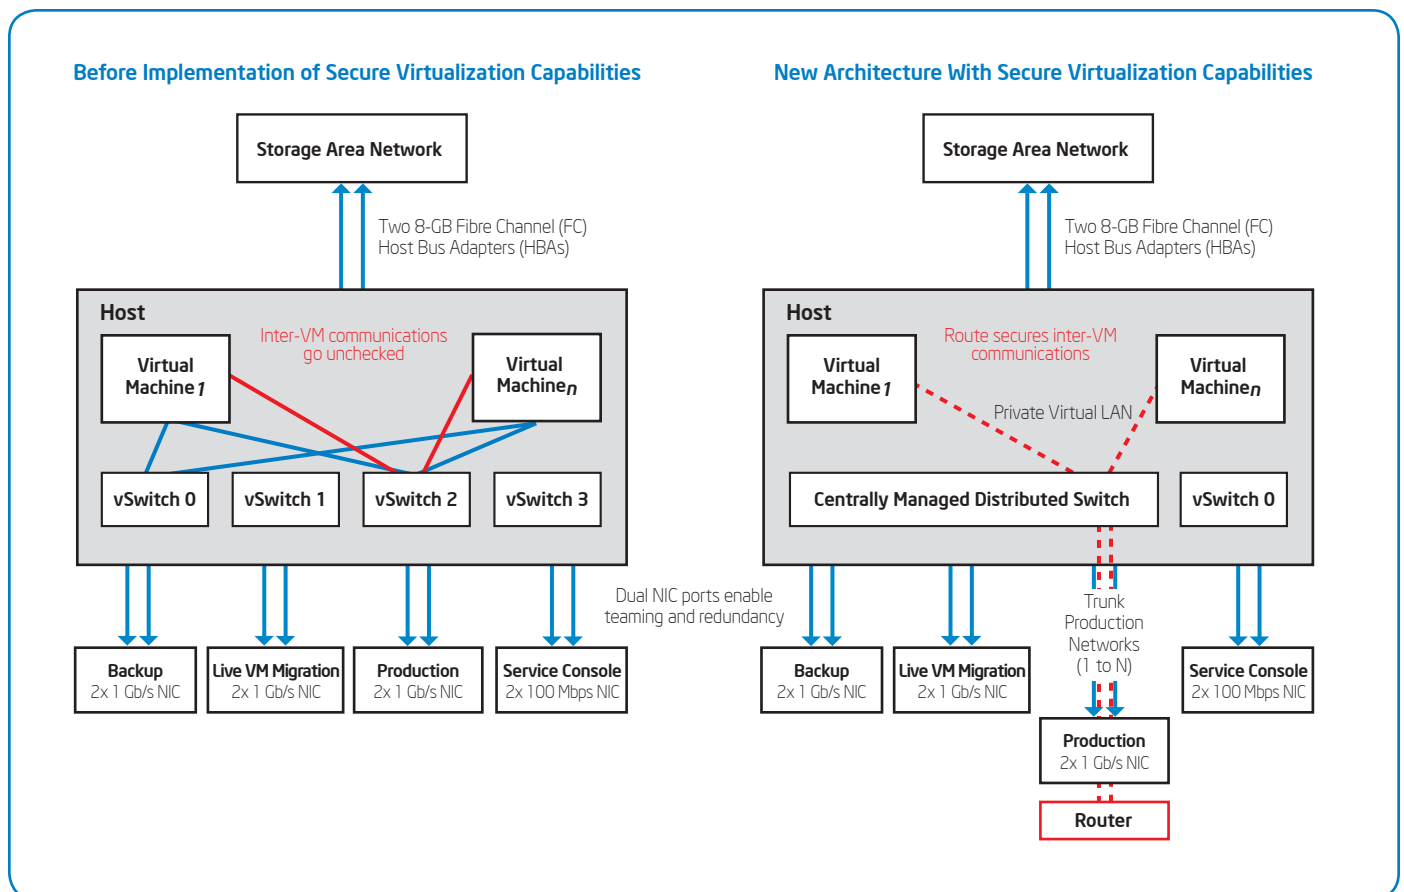 Before Implementation of Secure Virtualization Capabilities
Storage Area Network
Two 8-GB Fibre Channel (FC)
Host Bus Adapters (HBAs)
Host
Inter-VM communications
go unchecked
Virtual
Machine1
Virtual
Machinen
vSwitch 0
vSwitch 1
vSwitch 2
vSwitch 3
Dual NIC ports enable
teaming and redundancy
Backup
2x 1 Gb/s NIC
Live VM Migration
2x 1 Gb/s NIC
Production
2x 1 Gb/s NIC
Service Console
2x 100 Mbps NIC
New Architecture With Secure Virtualization Capabilities
Storage Area Network
Two 8-GB Fibre Channel (FC)
Host Bus Adapters (HBAs)
Host
Route secures inter-VM
communications
Virtual
Machine1
Private Virtual LAN
Virtual
Machinen
Centrally Managed Distributed Switch
vSwitch 0
Trunk
Production
Networks
(1 to N)
Backup
2x 1 Gb/s NIC
Live VM Migration
2x 1 Gb/s NIC
Service Console
2x 100 Mbps NIC
Production
2x 1 Gb/s NIC
Router